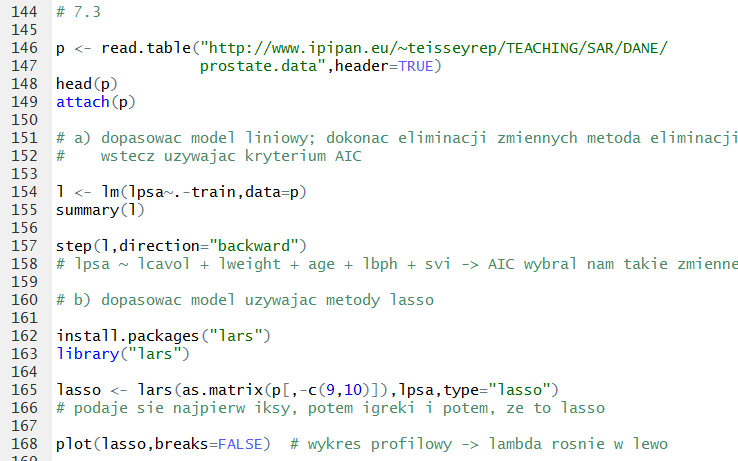 144 # 7.3
145
146 p <- read.table("http://www.ipipan.eu/~teisseyrep/TEACHING/SAR/DANE/
147                 prostate.data",header=TRUE)
148 head(p)
149 attach(p)
150
151 # a) dopasowac model liniowy; dokonac eliminacji zmiennych metoda eliminacji
152 #    wstecz uzywajac kryterium AIC
153
154 l <- lm(lpsa~.-train,data=p)
155 summary(l)
156
157 step(l,direction="backward")
158 # lpsa ~ lcavol + lweight + age + lbph + svi -> AIC wybral nam takie zmienne
159
160 # b) dopasowac model uzywajac metody lasso
161
162 install.packages("lars")
163 library("lars")
164
165 lasso <- lars(as.matrix(p[,-c(9,10)]),lpsa,type="lasso")
166 # podaje sie najpierw iksy, potem igreki i potem, ze to lasso
167
168 plot(lasso,breaks=FALSE)  # wykres profilowy -> lambda rosnie w lewo